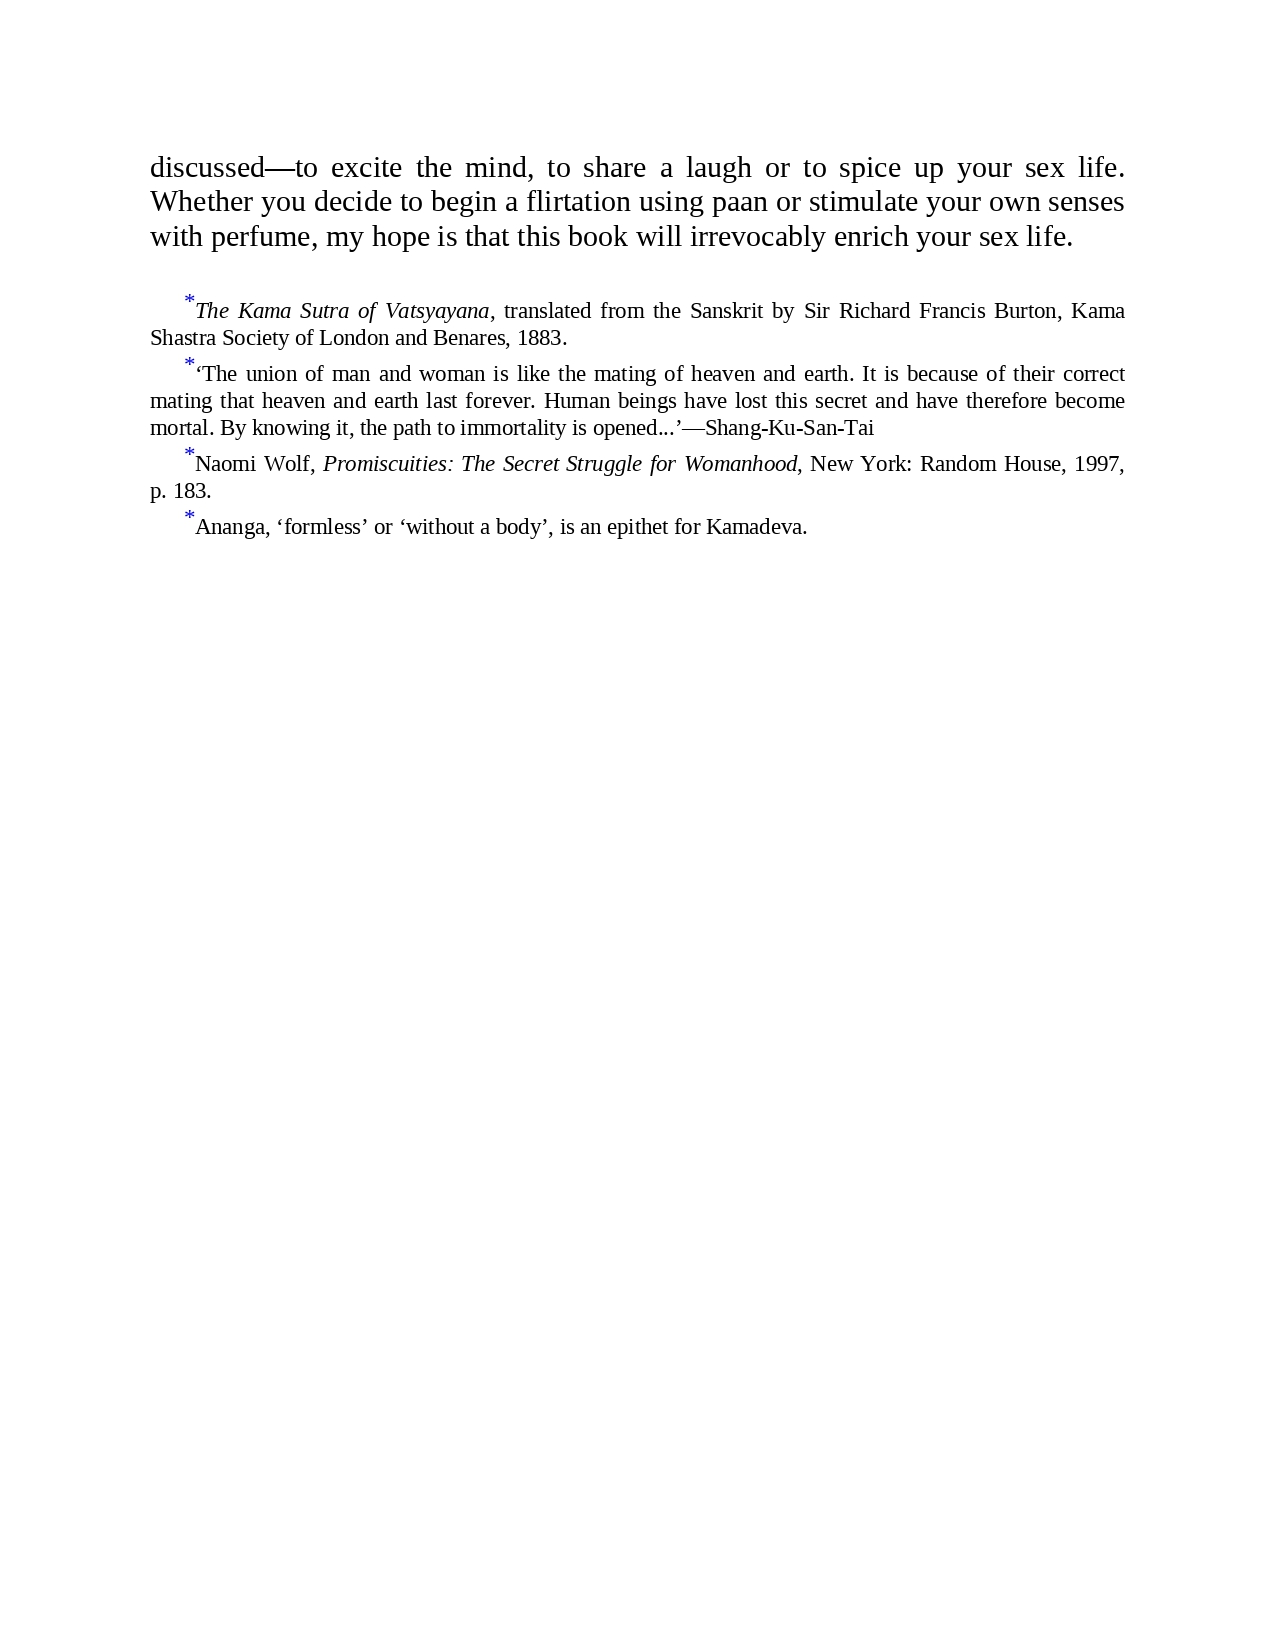 discussed—to excite the mind, to share a laugh or to spice up your sex life.
Whether you decide to begin a flirtation using paan or stimulate your own senses
with perfume, my hope is that this book will irrevocably enrich your sex life.
*The Kama Sutra of Vatsyayana, translated from the Sanskrit by Sir Richard Francis Burton, Kama
Shastra Society of London and Benares, 1883.
*‘The union of man and woman is like the mating of heaven and earth. It is because of their correct
mating that heaven and earth last forever. Human beings have lost this secret and have therefore become
mortal. By knowing it, the path to immortality is opened...’—Shang-Ku-San-Tai
*Naomi Wolf, Promiscuities: The Secret Struggle for Womanhood, New York: Random House, 1997,
p. 183.
*Ananga, ‘formless’ or ‘without a body’, is an epithet for Kamadeva.